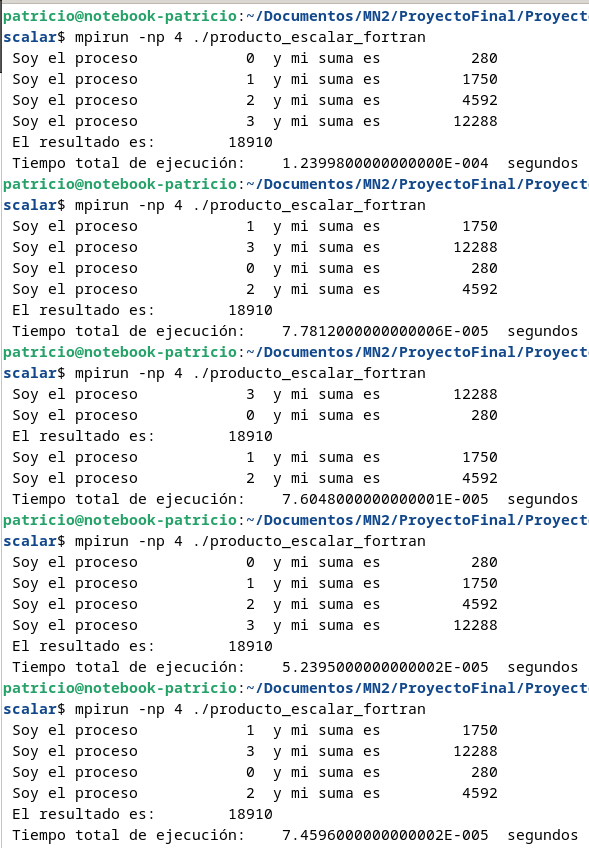 patricio@notebook-patricio:~/Documentos/MN2/ProyectoFinal/Proyect
scalar$ mpirun -np 4 ./producto_escalar_fortran
Soy el proceso 0 y mi suma es 280
Soy el proceso 1 y mi suma es 1750
Soy el proceso 2 y mi suma es 4592
Soy el proceso 3 y mi suma es 12288
El resultado es: 18910
Tiempo total de ejecución: 1.2399800000000000E-004 segundos
patricio@notebook-patricio:~/Documentos/MN2/ProyectoFinal/Proyect
scalar$ mpirun -np 4 ./producto_escalar_fortran
Soy el proceso 1 y mi suma es 1750
Soy el proceso 3 y mi suma es 12288
Soy el proceso 0 y mi suma es 280
Soy el proceso 2 y mi suma es 4592
El resultado es: 18910
Tiempo total de ejecución: 7.7812000000000006E-005 segundos
patricio@notebook-patricio:~/Documentos/MN2/ProyectoFinal/Proyect
scalar$ mpirun -np 4 ./producto_escalar_fortran
Soy el proceso 3 y mi suma es 12288
Soy el proceso 0 y mi suma es 280
El resultado es: 18910
Soy el proceso 1 y mi suma es 1750
Soy el proceso 2 y mi suma es 4592
Tiempo total de ejecución: 7.6048000000000001E-005 segundos
patricio@notebook-patricio:~/Documentos/MN2/ProyectoFinal/Proyect
scalar$ mpirun -np 4 ./producto_escalar_fortran
Soy el proceso 0 y mi suma es 280
Soy el proceso 1 y mi suma es 1750
Soy el proceso 2 y mi suma es 4592
Soy el proceso 3 y mi suma es 12288
El resultado es: 18910
Tiempo total de ejecución: 5.2395000000000002E-005 segundos
patricio@notebook-patricio:~/Documentos/MN2/ProyectoFinal/Proyect
scalar$ mpirun -np 4 ./producto_escalar_fortran
Soy el proceso 1 y mi suma es 1750
Soy el proceso 3 y mi suma es 12288
Soy el proceso 0 y mi suma es 280
Soy el proceso 2 y mi suma es 4592
El resultado es: 18910
Tiempo total de ejecución: 7.4596000000000002E-005 segundos